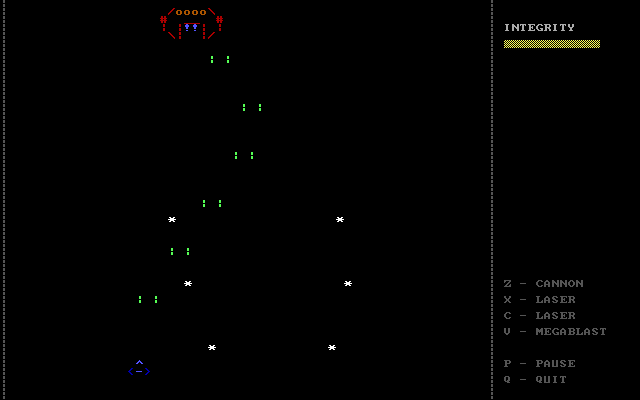 INTEGRITY
Z - CANNON
X - LASER
C - LASER
V - MEGABLAST
P - PAUSE
Q - QUIT